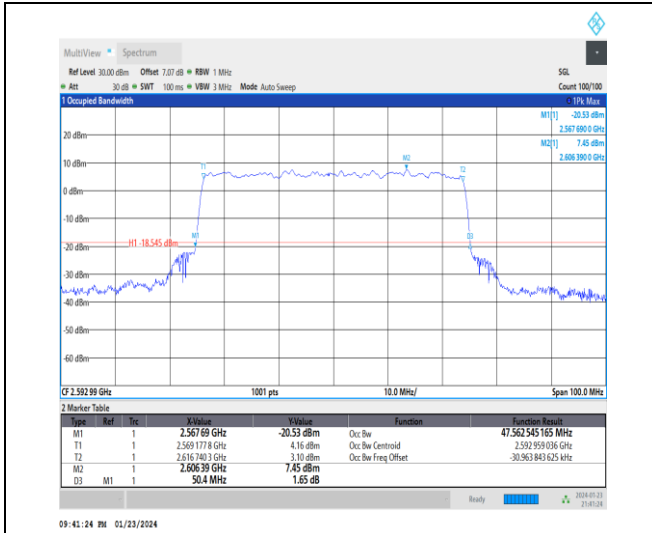 MultiView Spectrum
Ref Level 30.00 dBm Offset 7.07 dB RBW 1 MHz SGL
Att 30 dB SWT 100 ms VBW 3 MHz Mode Auto Sweep Count 100/100
1 Occupied Bandwidth 1Pk Max
M1[1] -20.53 dBm
2.567 690 0 GHz
M2[1] 7.45 dBm
2.606 390 0 GHz
20 dBm
10 dBm
T1 M2 T2
0 dBm
-10 dBm
M1 D3
H1 -18.545 dBm
-20 dBm
-30 dBm
-40 dBm
-50 dBm
-60 dBm
CF 2.592 99 GHz 1001 pts 10.0 MHz/ Span 100.0 MHz
2 Marker Table
Type Ref Trc X-Value Y-Value Function Function Result
M1 1 2.567 69 GHz -20.53 dBm Occ Bw 47.562 545 165 MHz
T1 1 2.569 177 8 GHz 4.16 dBm Occ Bw Centroid 2.592 959 036 GHz
T2 1 2.616 740 3 GHz 3.10 dBm Occ Bw Freq Offset -30.963 843 625 kHz
M2 1 2.606 39 GHz 7.45 dBm
D3 M1 1 50.4 MHz 1.65 dB
Ready 2024-01-23
21:41:24
09:41:24 PM 01/23/2024